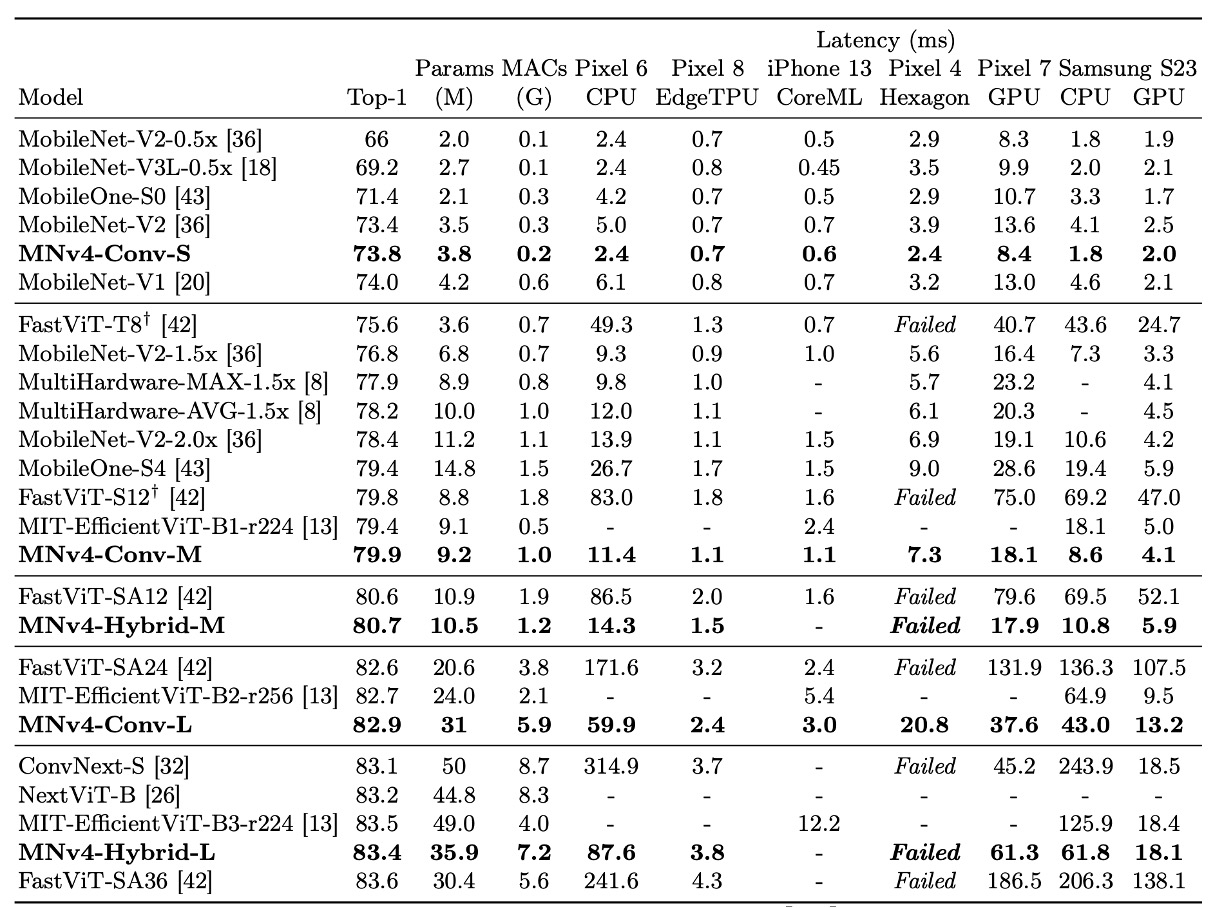 Latency (ms)
Params MACs Pixel 6 Pixel 8 iPhone 13 Pixel 4 Pixel 7 Samsung S23
Model Top-1 (M) (G) CPU EdgeTPU CoreML Hexagon GPU CPU GPU
MobileNet-V2-0.5x [36] 66 2.0 0.1 2.4 0.7 0.5 2.9 8.3 1.8 1.9
MobileNet-V3L-0.5x [18] 69.2 2.7 0.1 2.4 0.8 0.45 3.5 9.9 2.0 2.1
MobileOne-S0 [43] 71.4 2.1 0.3 4.2 0.7 0.5 2.9 10.7 3.3 1.7
MobileNet-V2 [36] 73.4 3.5 0.3 5.0 0.7 0.7 3.9 13.6 4.1 2.5
MNv4-Conv-S 73.8 3.8 0.2 2.4 0.7 0.6 2.4 8.4 1.8 2.0
MobileNet-V1 [20] 74.0 4.2 0.6 6.1 0.8 0.7 3.2 13.0 4.6 2.1
FastViT-T8† [42] 75.6 3.6 0.7 49.3 1.3 0.7 Failed 40.7 43.6 24.7
MobileNet-V2-1.5x [36] 76.8 6.8 0.7 9.3 0.9 1.0 5.6 16.4 7.3 3.3
MultiHardware-MAX-1.5x [8] 77.9 8.9 0.8 9.8 1.0 - 5.7 23.2 - 4.1
MultiHardware-AVG-1.5x [8] 78.2 10.0 1.0 12.0 1.1 - 6.1 20.3 - 4.5
MobileNet-V2-2.0x [36] 78.4 11.2 1.1 13.9 1.1 1.5 6.9 19.1 10.6 4.2
MobileOne-S4 [43] 79.4 14.8 1.5 26.7 1.7 1.5 9.0 28.6 19.4 5.9
FastViT-S12† [42] 79.8 8.8 1.8 83.0 1.8 1.6 Failed 75.0 69.2 47.0
MIT-EfficientViT-B1-r224 [13] 79.4 9.1 0.5 - - 2.4 - - 18.1 5.0
MNv4-Conv-M 79.9 9.2 1.0 11.4 1.1 1.1 7.3 18.1 8.6 4.1
FastViT-SA12 [42] 80.6 10.9 1.9 86.5 2.0 1.6 Failed 79.6 69.5 52.1
MNv4-Hybrid-M 80.7 10.5 1.2 14.3 1.5 - Failed 17.9 10.8 5.9
FastViT-SA24 [42] 82.6 20.6 3.8 171.6 3.2 2.4 Failed 131.9 136.3 107.5
MIT-EfficientViT-B2-r256 [13] 82.7 24.0 2.1 - - 5.4 - - 64.9 9.5
MNv4-Conv-L 82.9 31 5.9 59.9 2.4 3.0 20.8 37.6 43.0 13.2
ConvNext-S [32] 83.1 50 8.7 314.9 3.7 - Failed 45.2 243.9 18.5
NextViT-B [26] 83.2 44.8 8.3 - - - - - - -
MIT-EfficientViT-B3-r224 [13] 83.5 49.0 4.0 - - 12.2 - - 125.9 18.4
MNv4-Hybrid-L 83.4 35.9 7.2 87.6 3.8 - Failed 61.3 61.8 18.1
FastViT-SA36 [42] 83.6 30.4 5.6 241.6 4.3 - Failed 186.5 206.3 138.1